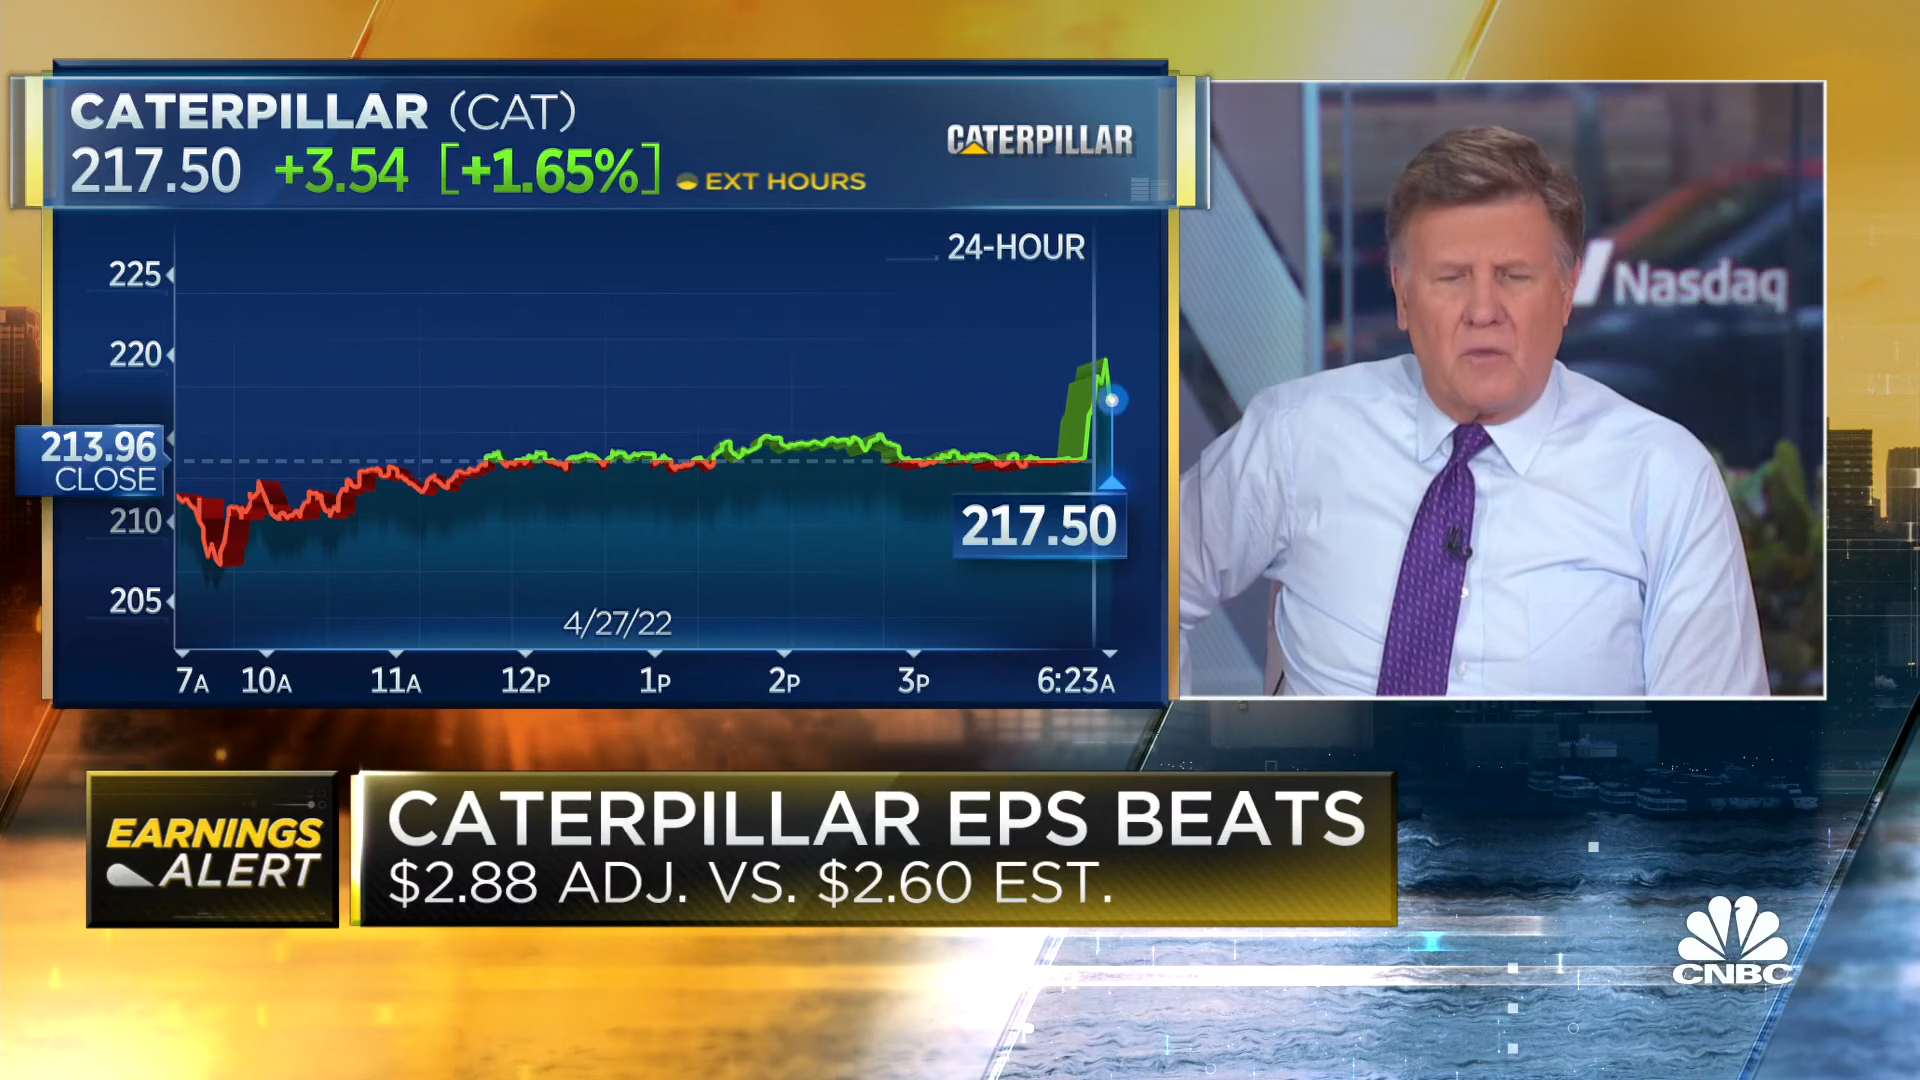 CATERPILLAR (CAT)
217.50 +3.54 [+1.65%] EXT HOURS
CATERPILLAR
24-HOUR
225
220
213.96
CLOSE
210
205
217.50
4/27/22
7A 10A 11A 12P 1P 2P 3P 6:23A
Nasdaq
EARNINGS
ALERT
CATERPILLAR EPS BEATS
$2.88 ADJ. VS. $2.60 EST.
CNBC